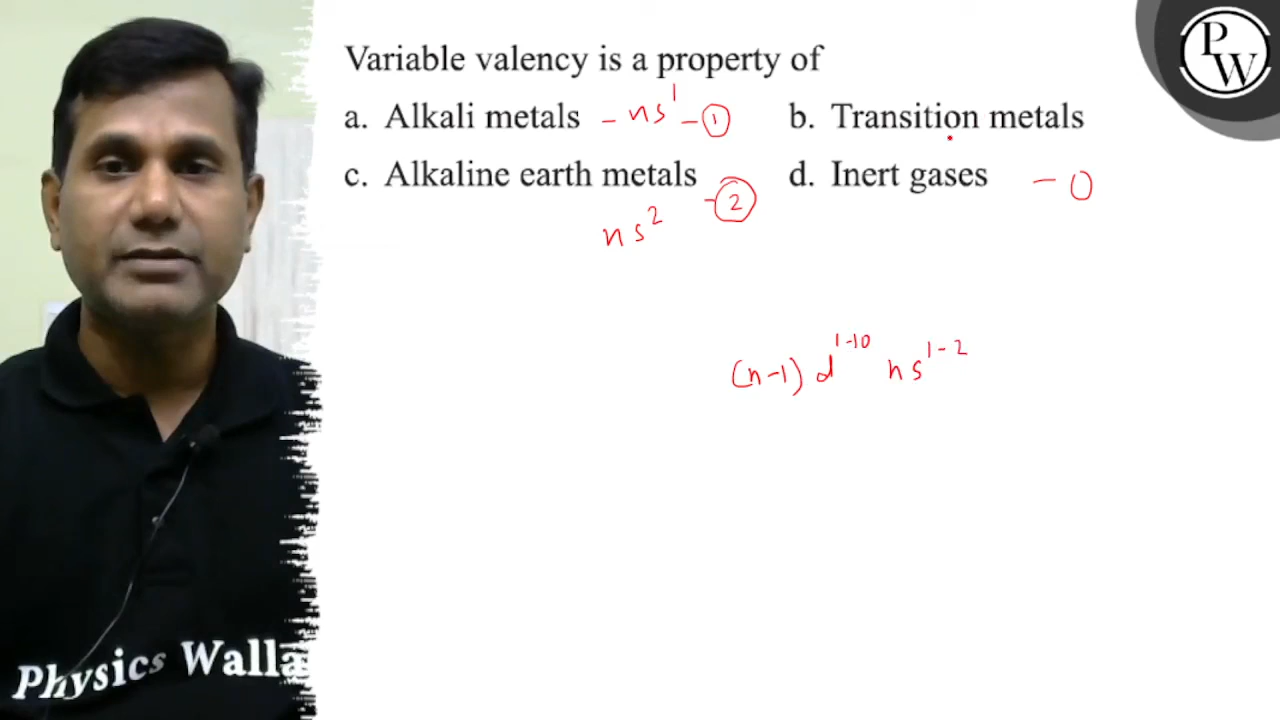 Variable valency is a property of
a. Alkali metals - ns¹ - 1 b. Transition metals
c. Alkaline earth metals - 2 d. Inert gases - 0
ns²
(n-1) d¹⁻¹⁰ ns¹⁻²
PW
Physics Walla